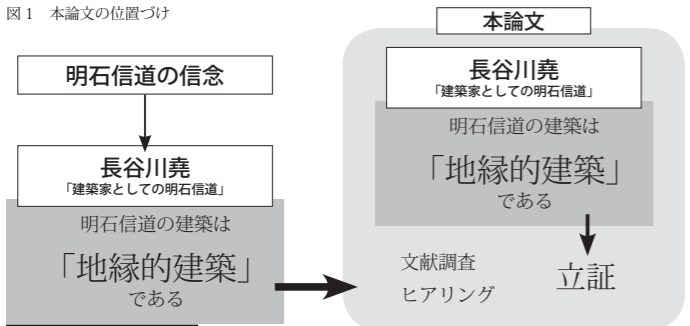 図1 本論文の位置づけ
明石信道の信念
長谷川堯
「建築家としての明石信道」
明石信道の建築は
「地縁的建築」
である
本論文
長谷川堯
「建築家としての明石信道」
明石信道の建築は
「地縁的建築」
である
文献調査
ヒアリング
立証